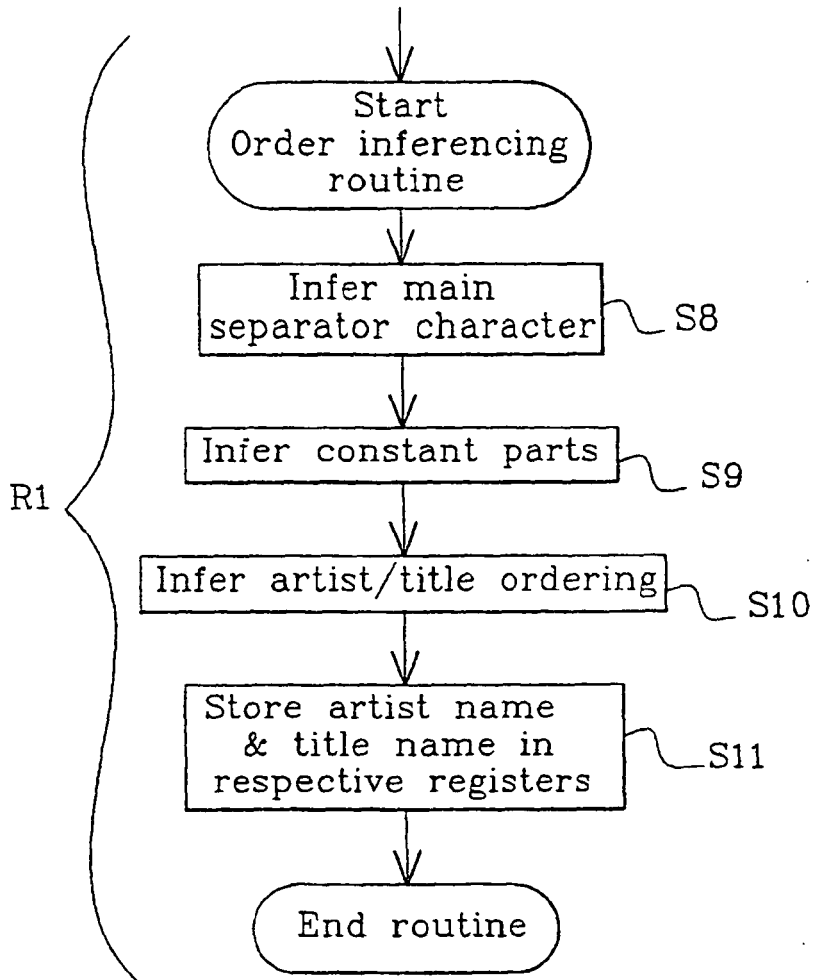 Start
Order inferencing
routine
Infer main
separator character
S8
Infer constant parts
S9
R1
Infer artist/title ordering
S10
Store artist name
& title name in
respective registers
S11
End routine